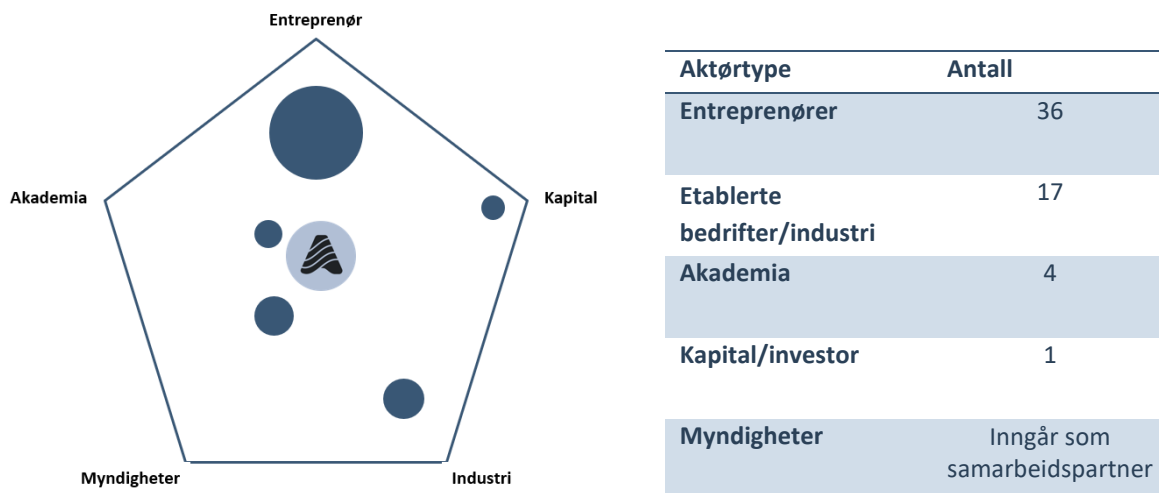 Entreprenør
Akademia
Kapital
Myndigheter
Industri
Aktørtype Antall
Entreprenører 36
Etablerte 17
bedrifter/industri
Akademia 4
Kapital/investor 1
Myndigheter Inngår som
samarbeidspartner